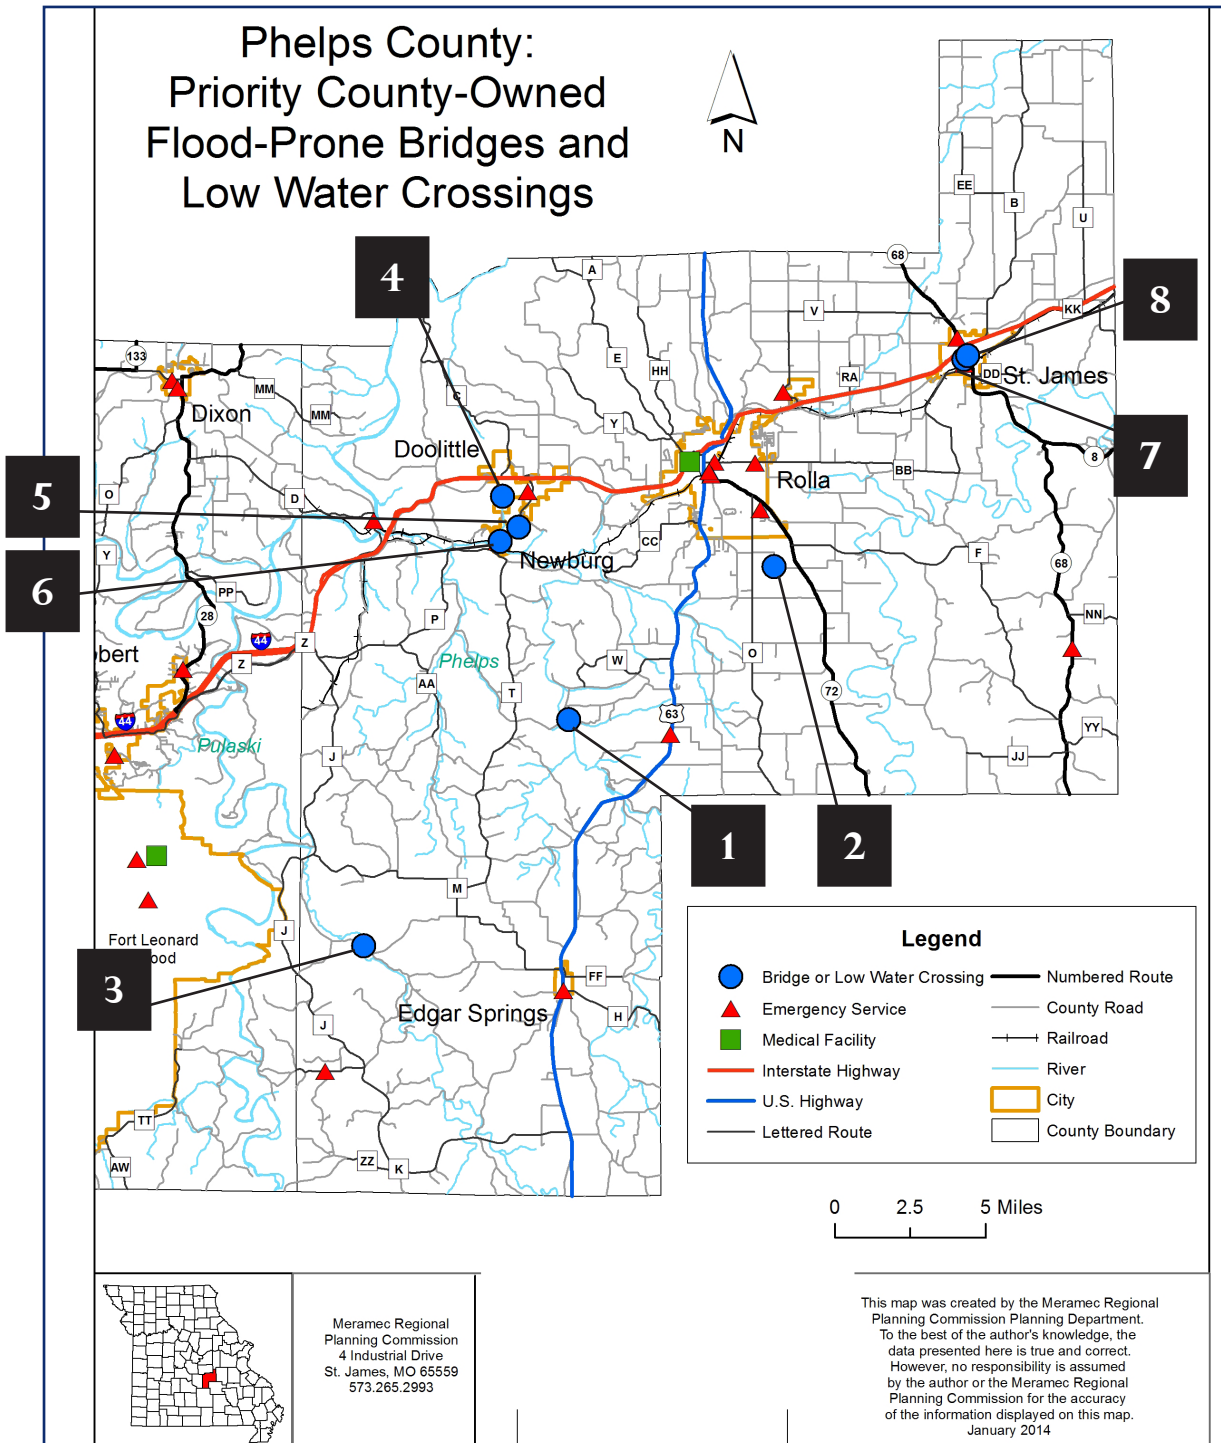 Phelps County:
Priority County-Owned
Flood-Prone Bridges and
Low Water Crossings
N
4
8
7
5
6
1
2
3
EE
B
U
68
A
V
KK
133
E
HH
RA
DD
St. James
MM
MM
Dixon
C
Y
Doolittle
8
BB
Rolla
O
D
CC
Newburg
Y
F
68
PP
28
P
NN
44
Z
Z
bert
Phelps
W
O
AA
T
72
63
44
YY
Pulaski
J
JJ
M
J
Fort Leonard
ood
FF
Edgar Springs
H
J
TT
ZZ
K
AW
Legend
Bridge or Low Water Crossing
Emergency Service
Medical Facility
Interstate Highway
U.S. Highway
Lettered Route
Numbered Route
County Road
Railroad
River
City
County Boundary
0 2.5 5 Miles
Meramec Regional
Planning Commission
4 Industrial Drive
St. James, MO 65559
573.265.2993
This map was created by the Meramec Regional
Planning Commission Planning Department.
To the best of the author's knowledge, the
data presented here is true and correct.
However, no responsibility is assumed
by the author or the Meramec Regional
Planning Commission for the accuracy
of the information displayed on this map.
January 2014